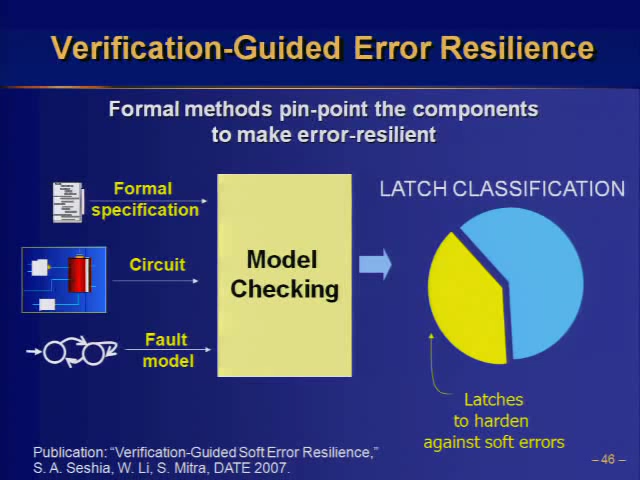 Verification-Guided Error Resilience
Formal methods pin-point the components
to make error-resilient
Formal
specification
Circuit
Fault
model
Model
Checking
LATCH CLASSIFICATION
Latches
to harden
against soft errors
Publication: “Verification-Guided Soft Error Resilience,”
S. A. Seshia, W. Li, S. Mitra, DATE 2007.
– 46 –